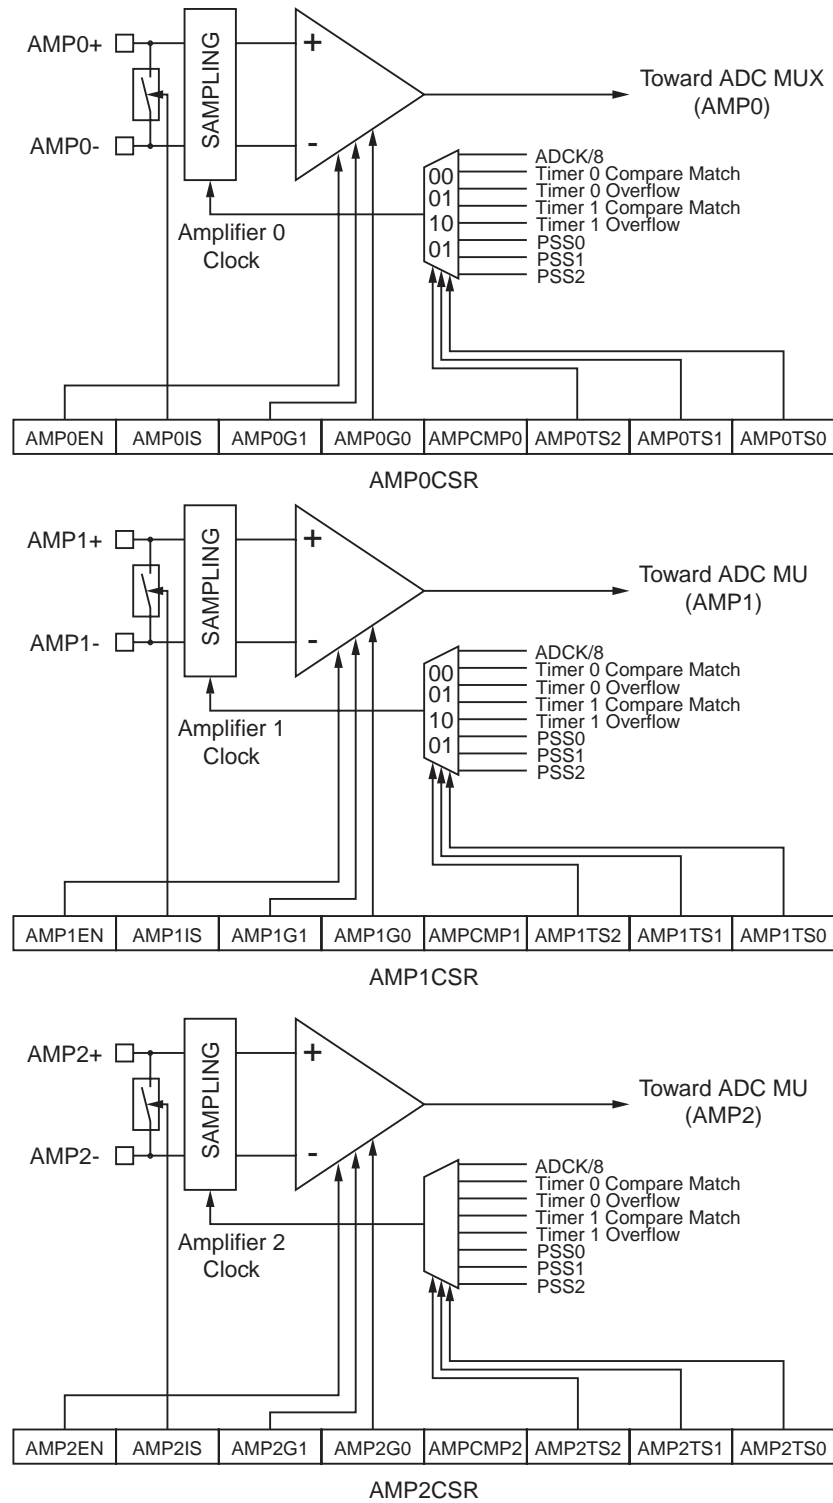 AMP0+
SAMPLING
+
Toward ADC MUX
(AMP0)
AMP0-
-
ADCK/8
00
Timer 0 Compare Match
Timer 0 Overflow
01
Timer 1 Compare Match
10
Timer 1 Overflow
01
PSS0
PSS1
PSS2
Amplifier 0
Clock
AMP0EN AMP0IS AMP0G1 AMP0G0 AMPCMP0 AMP0TS2 AMP0TS1 AMP0TS0
AMP0CSR
AMP1+
SAMPLING
+
Toward ADC MU
(AMP1)
AMP1-
-
ADCK/8
00
Timer 0 Compare Match
Timer 0 Overflow
01
Timer 1 Compare Match
10
Timer 1 Overflow
01
PSS0
PSS1
PSS2
Amplifier 1
Clock
AMP1EN AMP1IS AMP1G1 AMP1G0 AMPCMP1 AMP1TS2 AMP1TS1 AMP1TS0
AMP1CSR
AMP2+
SAMPLING
+
Toward ADC MU
(AMP2)
AMP2-
-
ADCK/8
Timer 0 Compare Match
Timer 0 Overflow
Timer 1 Compare Match
Timer 1 Overflow
PSS0
PSS1
PSS2
Amplifier 2
Clock
AMP2EN AMP2IS AMP2G1 AMP2G0 AMPCMP2 AMP2TS2 AMP2TS1 AMP2TS0
AMP2CSR